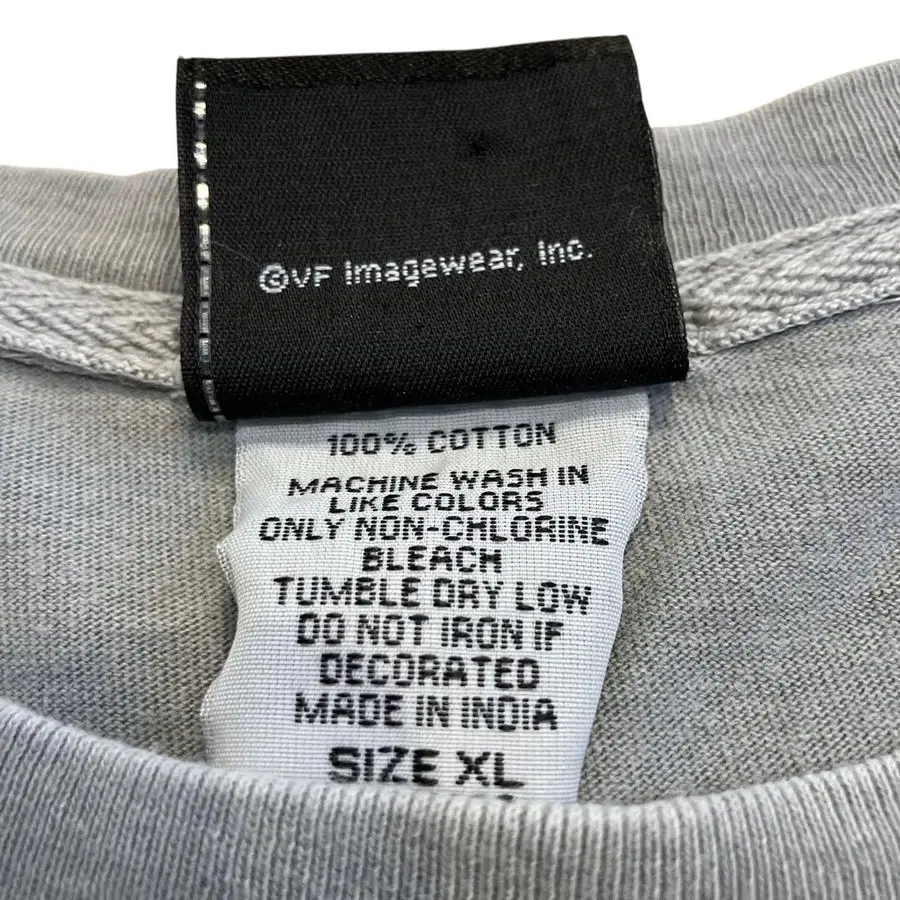 ©VF Imagewear, Inc.
100% COTTON
MACHINE WASH IN
LIKE COLORS
ONLY NON-CHLORINE
BLEACH
TUMBLE DRY LOW
DO NOT IRON IF
DECORATED
MADE IN INDIA
SIZE XL